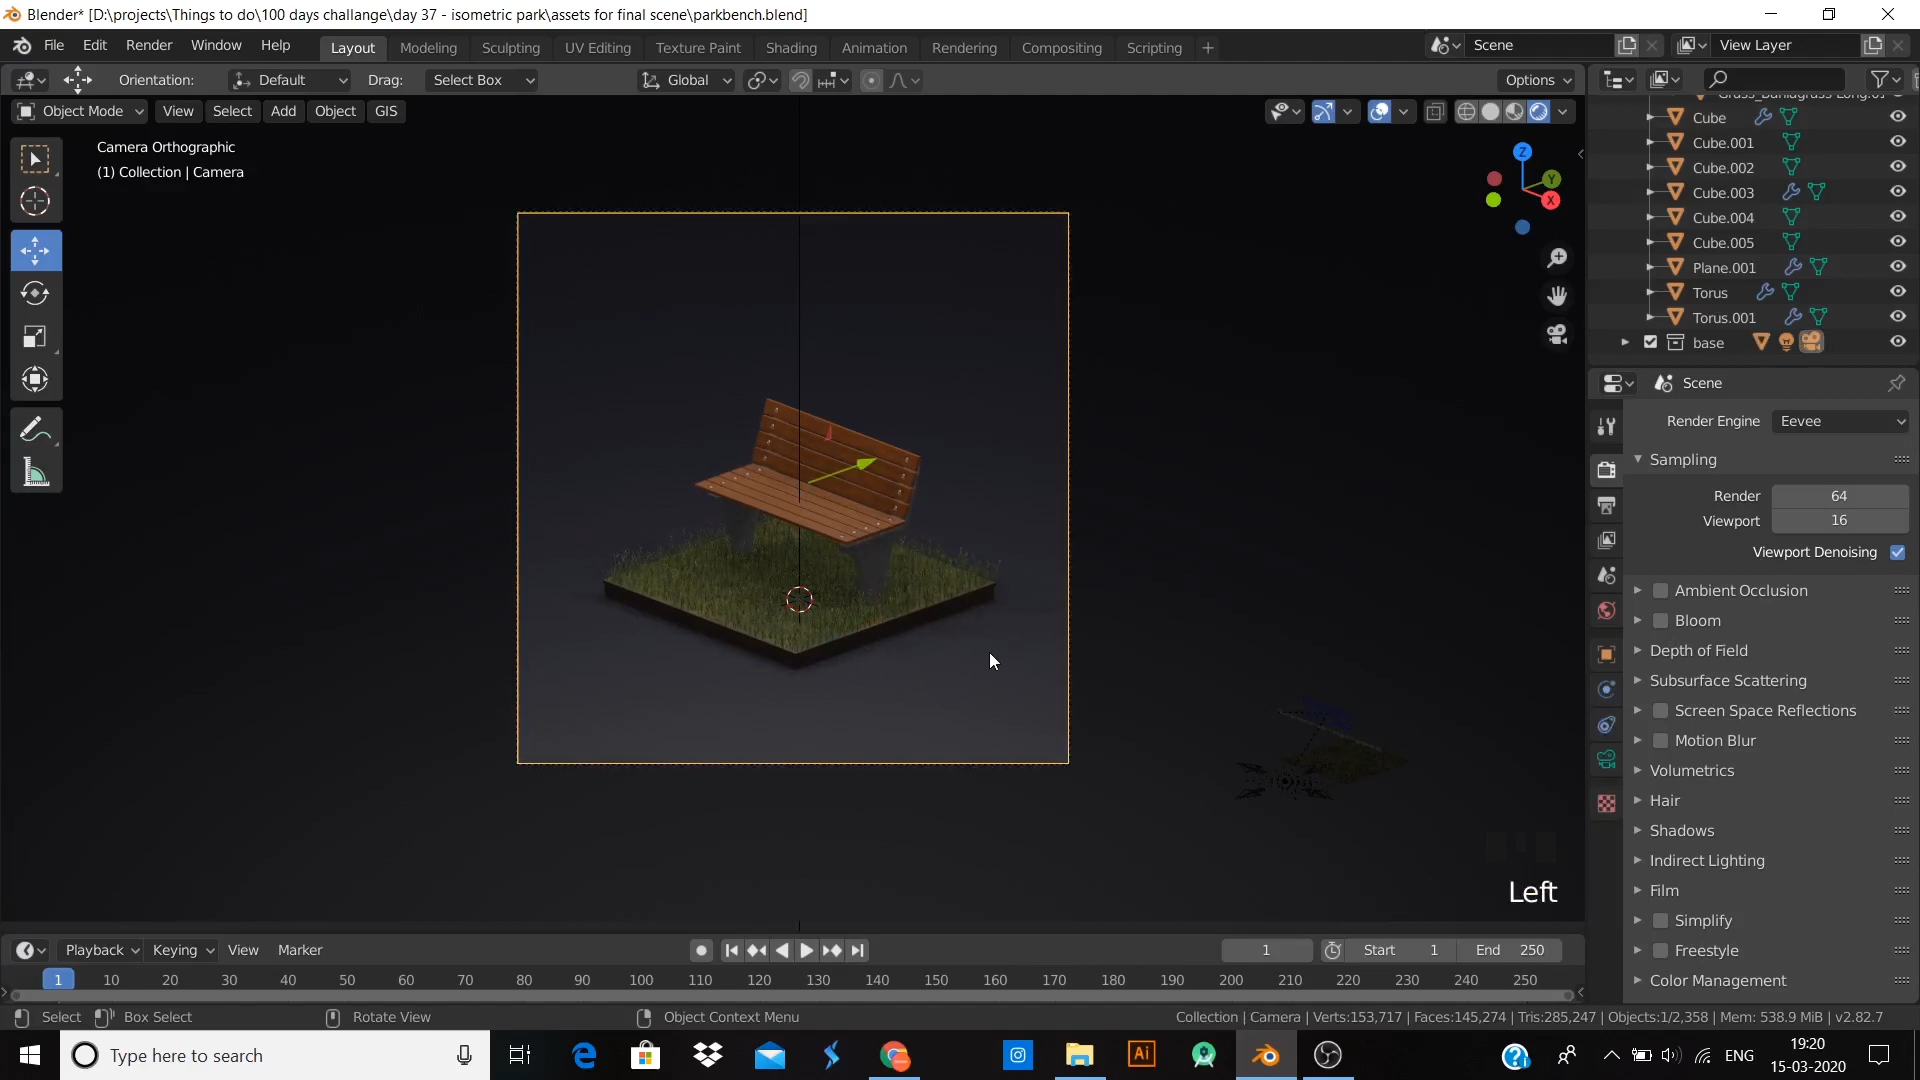 Blender* [D:\projects\Things to do\100 days challange\day 37 - isometric park\assets for final scene\parkbench.blend]
File Edit Render Window Help Layout Modeling Sculpting UV Editing Texture Paint Shading Animation Rendering Compositing Scripting + Scene View Layer
Orientation: Default Drag: Select Box Global Options
Object Mode View Select Add Object GIS
Camera Orthographic
(1) Collection | Camera
Z
Y
X
Cube
Cube.001
Cube.002
Cube.003
Cube.004
Cube.005
Plane.001
Torus
Torus.001
base
Scene
Render Engine Eevee
Sampling
Render 64
Viewport 16
Viewport Denoising
Ambient Occlusion
Bloom
Depth of Field
Subsurface Scattering
Screen Space Reflections
Motion Blur
Volumetrics
Hair
Shadows
Indirect Lighting
Film
Simplify
Freestyle
Color Management
Left
Playback Keying View Marker 1 Start 1 End 250
1 10 20 30 40 50 60 70 80 90 100 110 120 130 140 150 160 170 180 190 200 210 220 230 240 250
Select Box Select Rotate View Object Context Menu Collection | Camera | Verts:153,717 | Faces:145,274 | Tris:285,247 | Objects:1/2,358 | Mem: 538.9 MiB | v2.82.7
Type here to search Ai ENG 19:20
15-03-2020